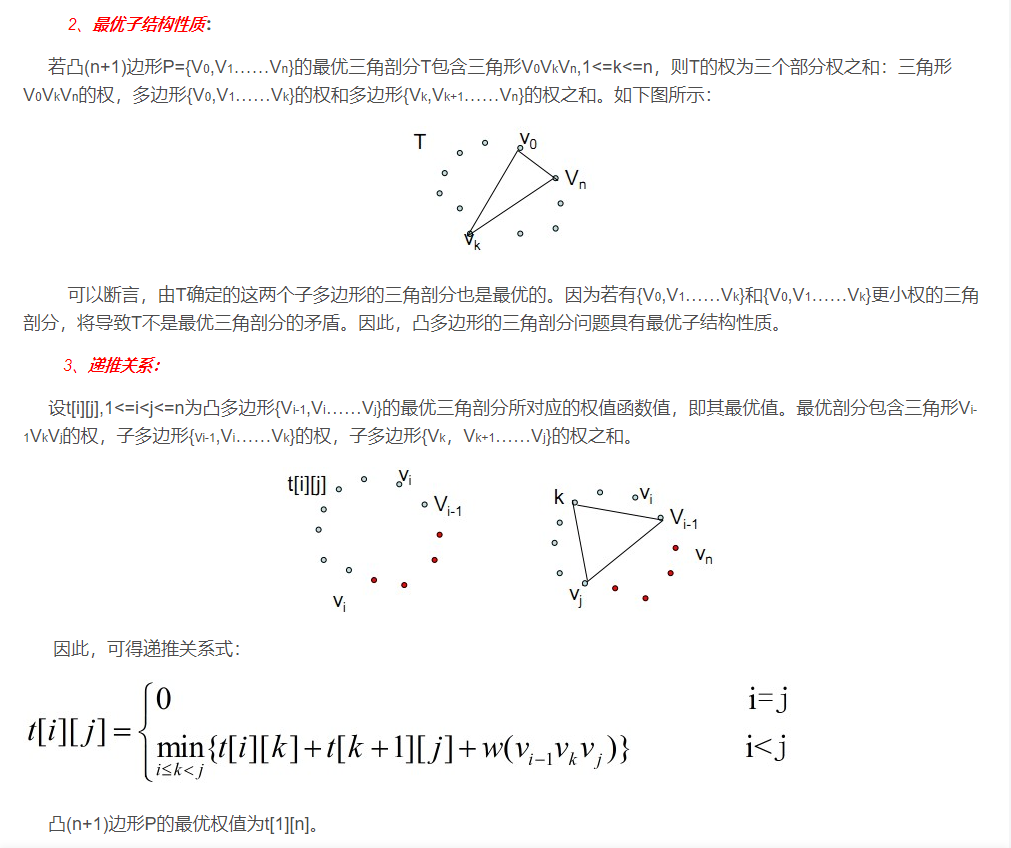 2、最优子结构性质:
若凸(n+1)边形P={V0,V1……Vn}的最优三角剖分T包含三角形V0VkVn,1<=k<=n，则T的权为三个部分权之和：三角形
V0VkVn的权，多边形{V0,V1……Vk}的权和多边形{Vk,Vk+1……Vn}的权之和。如下图所示：
T
v0
Vn
Vk
可以断言，由T确定的这两个子多边形的三角剖分也是最优的。因为若有{V0,V1……Vk}和{V0,V1……Vk}更小权的三角
剖分，将导致T不是最优三角剖分的矛盾。因此，凸多边形的三角剖分问题具有最优子结构性质。
3、递推关系：
设t[i][j],1<=i<j<=n为凸多边形{Vi-1,Vi……Vj}的最优三角剖分所对应的权值函数值，即其最优值。最优剖分包含三角形Vi-
1VkVj的权，子多边形{Vi-1,Vi……Vk}的权，子多边形{Vk，Vk+1……Vj}的权之和。
t[i][j]
Vi
Vi-1
Vi
k
Vi
Vi-1
Vn
Vj
因此，可得递推关系式：
t[i][j]={
0 i=j
min{t[i][k]+t[k+1][j]+w(vi-1vkvj)} i<j
i≤k<j
凸(n+1)边形P的最优权值为t[1][n]。